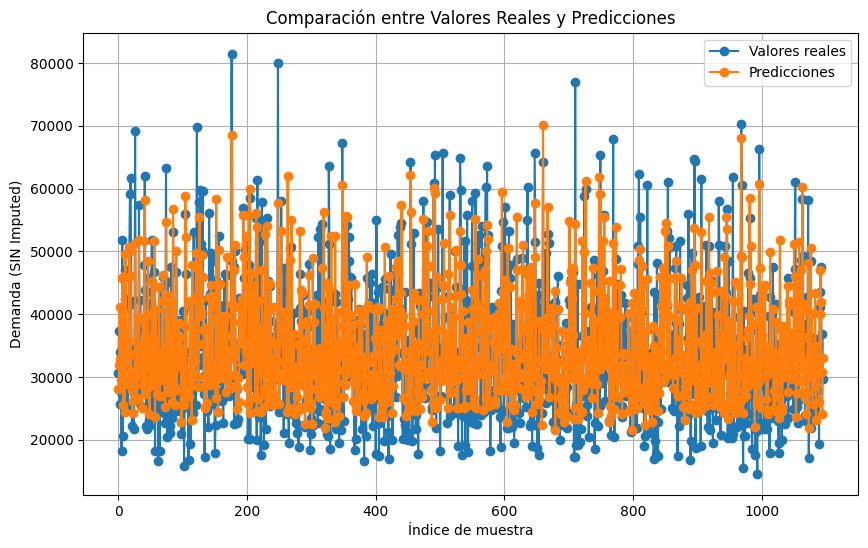 Comparación entre Valores Reales y Predicciones
Valores reales
Predicciones
Demanda (SIN Imputed)
80000
70000
60000
50000
40000
30000
20000
0
200
400
600
800
1000
Índice de muestra